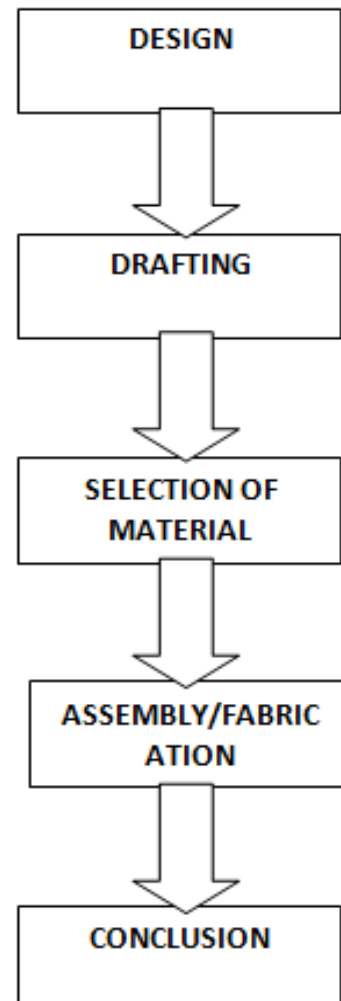 DESIGN
DRAFTING
SELECTION OF
MATERIAL
ASSEMBLY/FABRIC
ATION
CONCLUSION